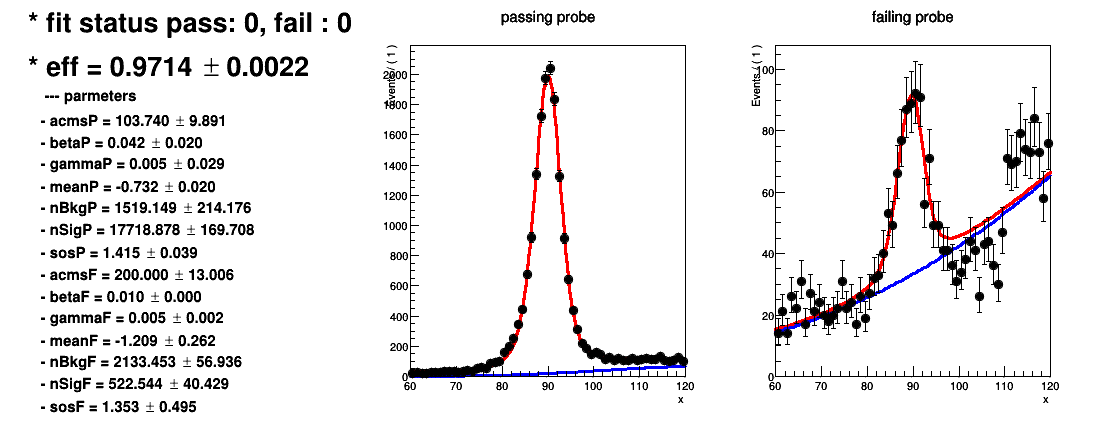 * fit status pass: 0, fail : 0
* eff = 0.9714 ± 0.0022
--- parmeters
- acmsP = 103.740 ± 9.891
- betaP = 0.042 ± 0.020
- gammaP = 0.005 ± 0.029
- meanP = -0.732 ± 0.020
- nBkgP = 1519.149 ± 214.176
- nSigP = 17718.878 ± 169.708
- sosP = 1.415 ± 0.039
- acmsF = 200.000 ± 13.006
- betaF = 0.010 ± 0.000
- gammaF = 0.005 ± 0.002
- meanF = -1.209 ± 0.262
- nBkgF = 2133.453 ± 56.936
- nSigF = 522.544 ± 40.429
- sosF = 1.353 ± 0.495
passing probe
Events / ( 1 )
2000
1800
1600
1400
1200
1000
800
600
400
200
0
60 70 80 90 100 110 120
x
failing probe
Events / ( 1 )
100
80
60
40
20
0
60 70 80 90 100 110 120
x